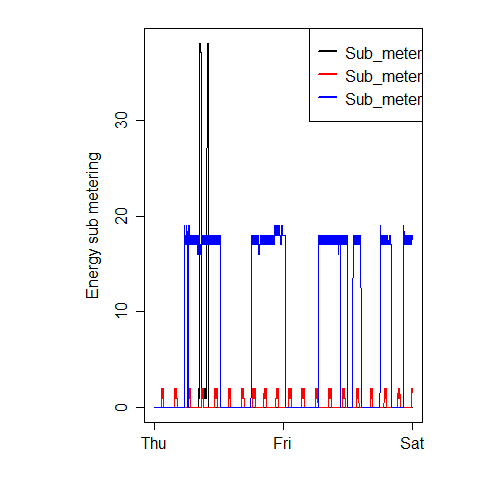 Sub_meter
Sub_meter
Sub_meter
Energy sub metering
30
20
10
0
Thu Fri Sat